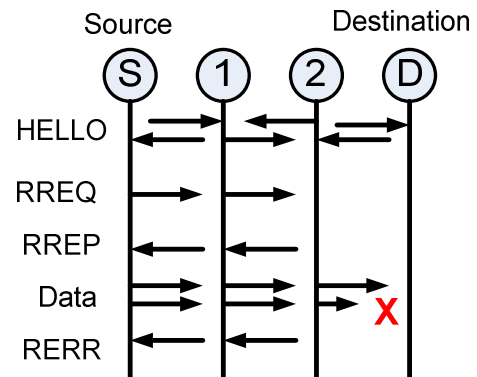 Source
Destination
S 1 2 D
HELLO
RREQ
RREP
Data
X
RERR